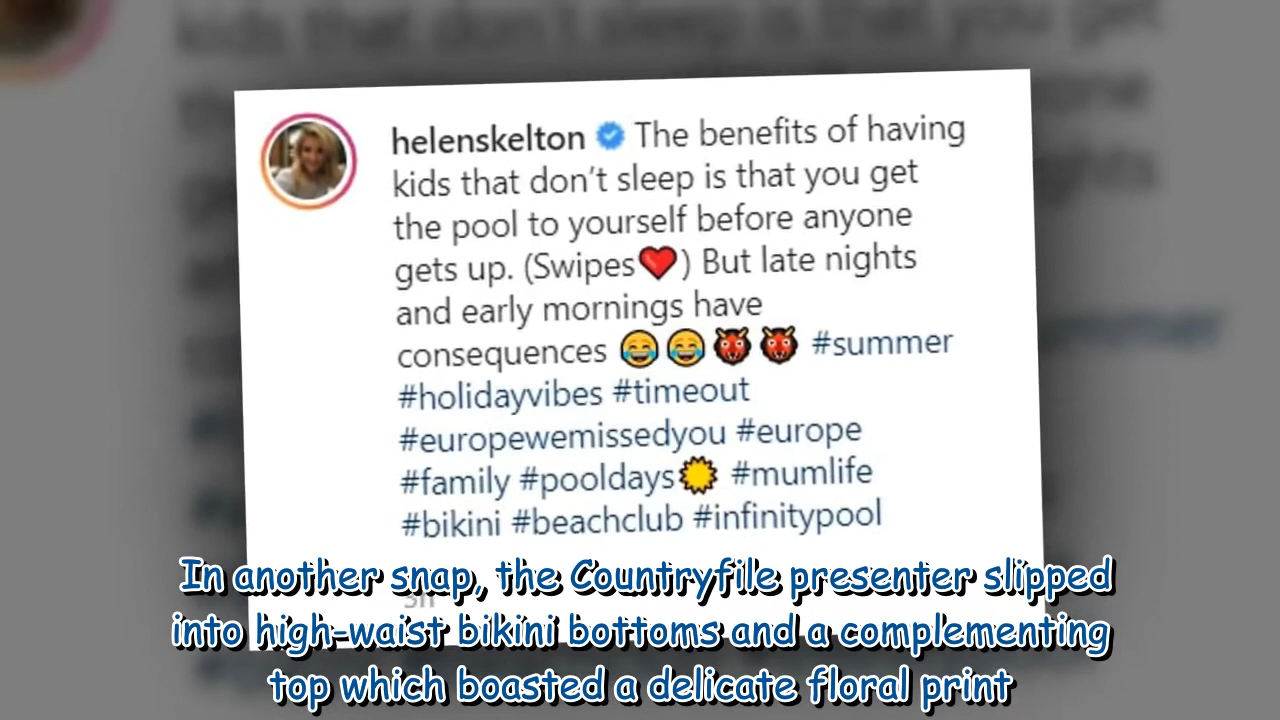 helenskelton The benefits of having
kids that don't sleep is that you get
the pool to yourself before anyone
gets up. (Swipes❤️) But late nights
and early mornings have
consequences 😂😂👹👹 #summer
#holidayvibes #timeout
#europewemissedyou #europe
#family #pooldays☀️ #mumlife
#bikini #beachclub #infinitypool
In another snap, the Countryfile presenter slipped
into high-waist bikini bottoms and a complementing
top which boasted a delicate floral print